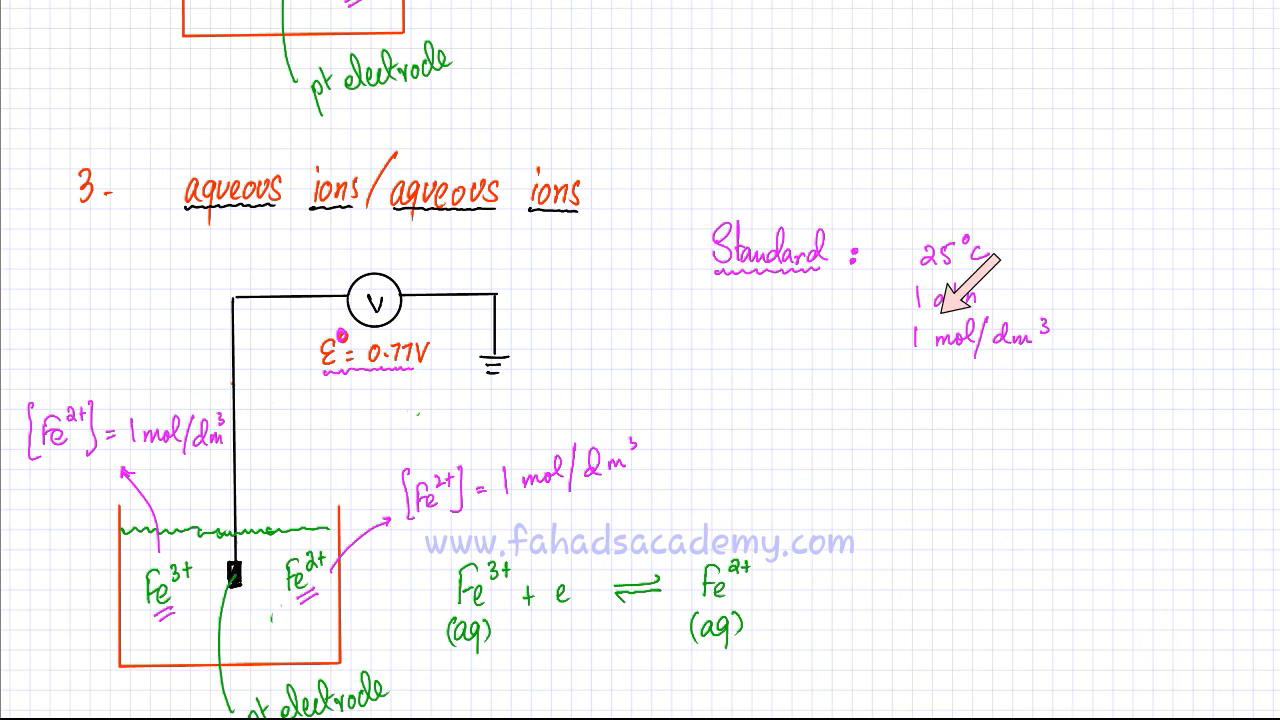 pt electrode
3- aqueous ions/aqueous ions
Standard : 25°C
1 atm
1 mol/dm³
V
ε° = 0.77V
[Fe²⁺] = 1 mol/dm³
[Fe²⁺] = 1 mol/dm³
www.fahadsacademy.com
Fe³⁺ Fe²⁺
Fe³⁺ + e ⇌ Fe²⁺
(aq) (aq)
pt electrode